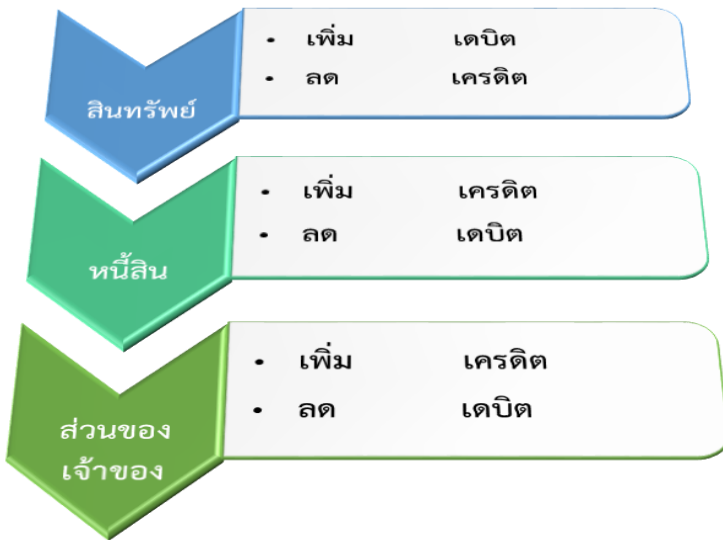 สินทรัพย์
• เพิ่ม เดบิต
• ลด เครดิต
หนี้สิน
• เพิ่ม เครดิต
• ลด เดบิต
ส่วนของ
เจ้าของ
• เพิ่ม เครดิต
• ลด เดบิต